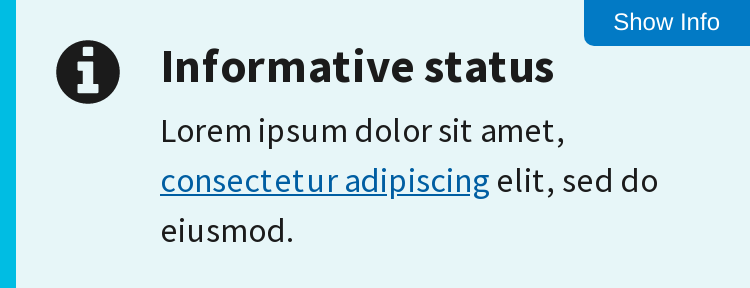 Show Info
Informative status
Lorem ipsum dolor sit amet,
consectetur adipiscing elit, sed do
eiusmod.